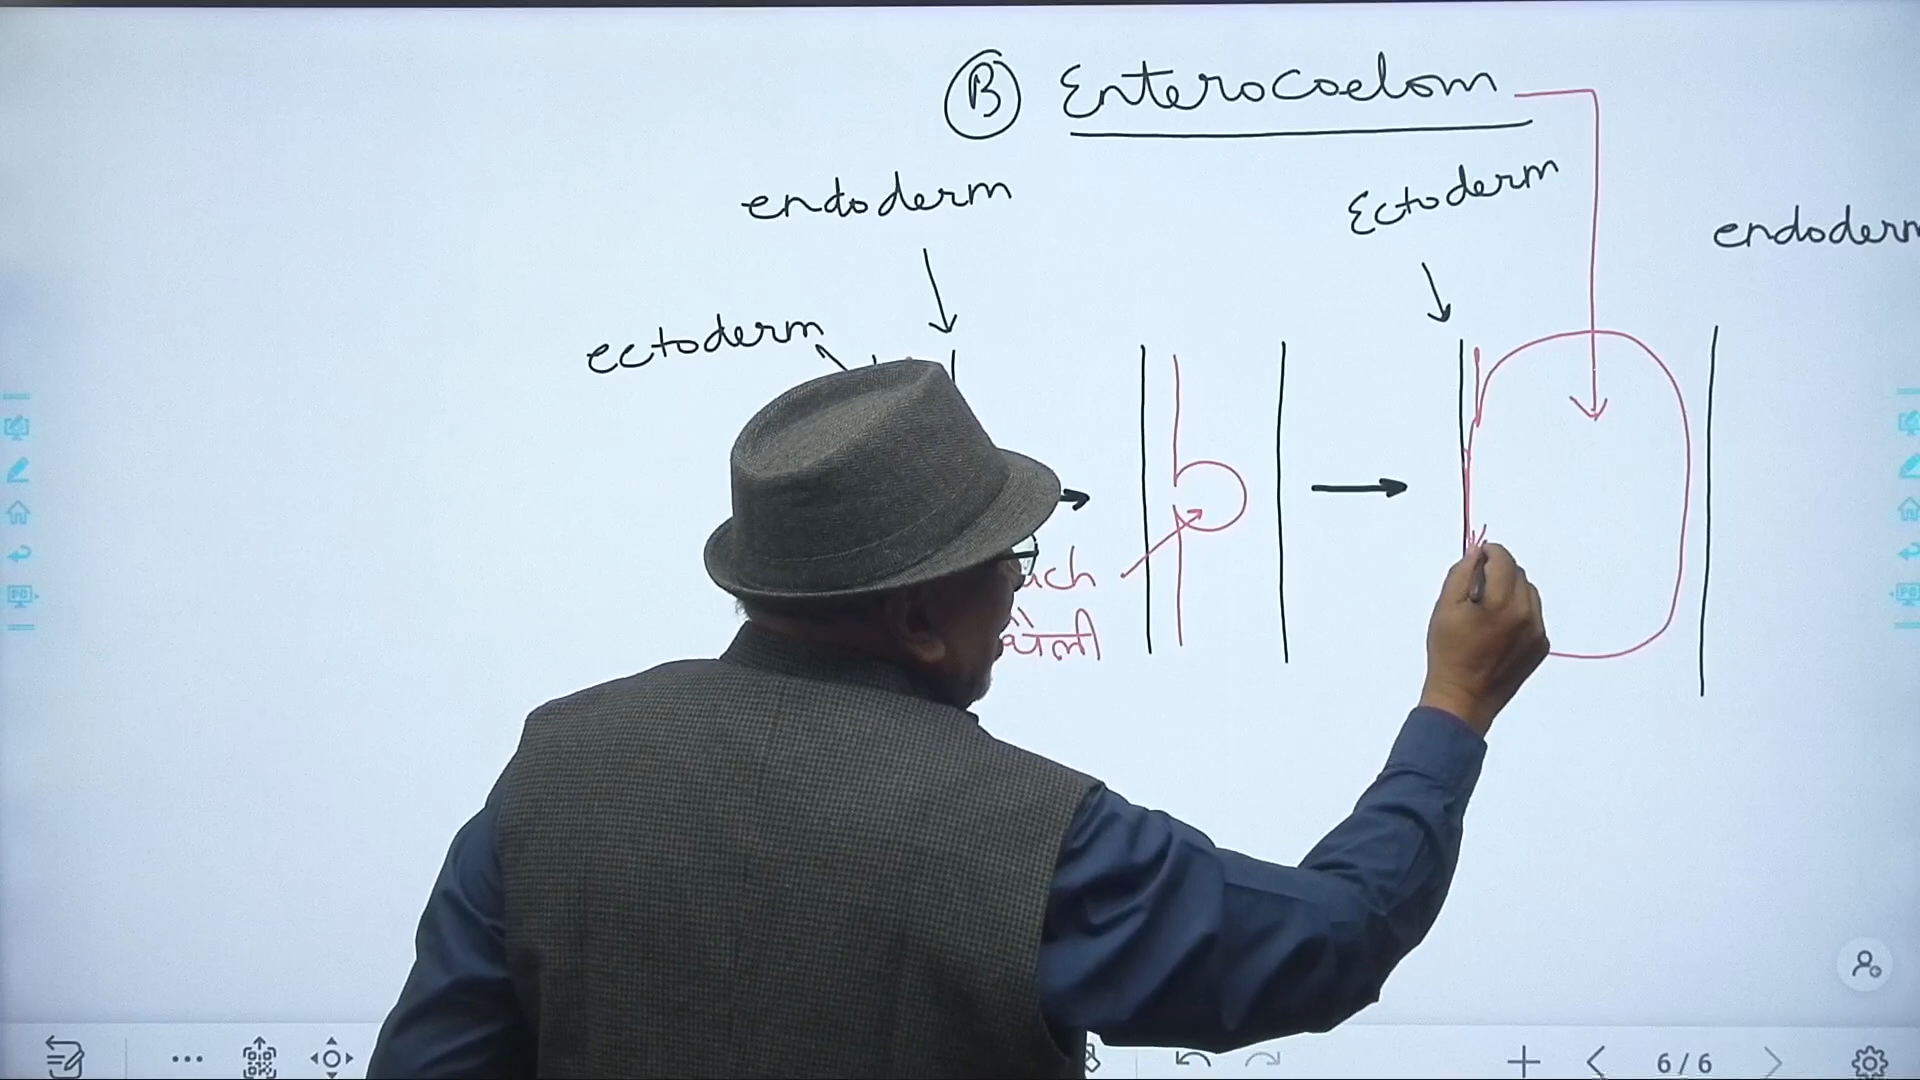 B Enterocoelom
endoderm
Ectoderm
endoderm
ectoderm
6/6